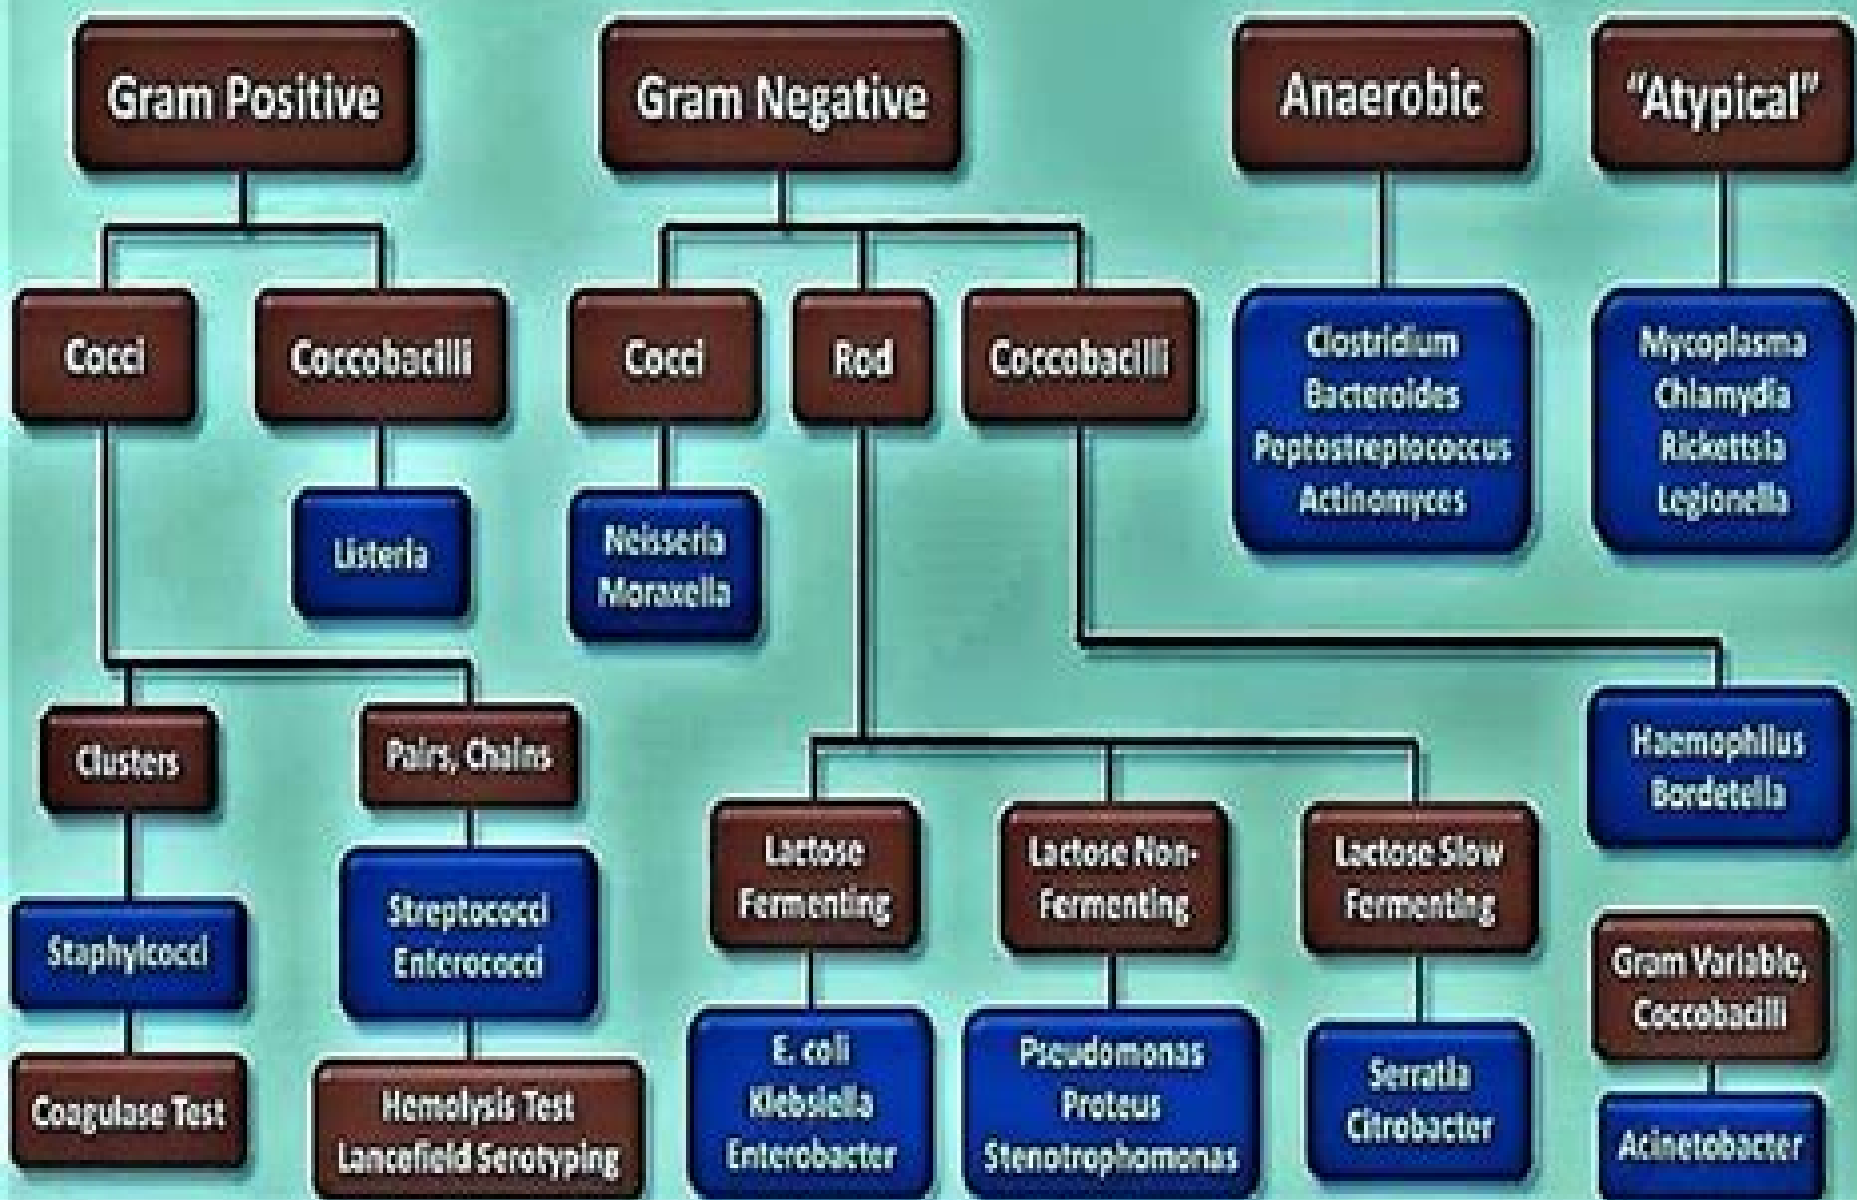 Gram Positive
Gram Negative
Anaerobic
“Atypical”
Cocci
Coccobacilli
Cocci
Rod
Coccobacilli
Clostridium
Bacteroides
Peptostreptococcus
Actinomyces
Mycoplasma
Chlamydia
Rickettsia
Legionella
Listeria
Neisseria
Moraxella
Haemophilus
Bordetella
Clusters
Pairs, Chains
Lactose
Fermenting
Lactose Non-
Fermenting
Lactose Slow
Fermenting
Staphylcocci
Streptococci
Enterococci
Gram Variable,
Coccobacilli
Coagulase Test
Hemolysis Test
Lancefield Serotyping
E. coli
Klebsiella
Enterobacter
Pseudomonas
Proteus
Stenotrophomonas
Serratia
Citrobacter
Acinetobacter